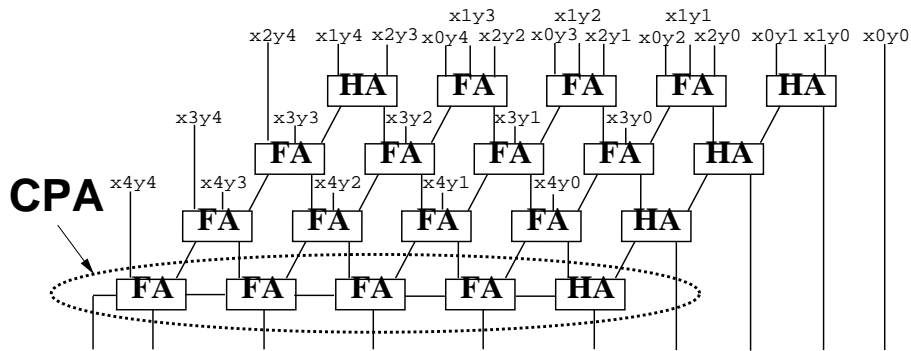 x1y3 x1y2 x1y1
x2y4 x1y4 x2y3 x0y4 x2y2 x0y3 x2y1 x0y2 x2y0 x0y1 x1y0 x0y0
HA FA FA FA HA
x3y4 x3y3 x3y2 x3y1 x3y0
FA FA FA FA HA
x4y4 x4y3 x4y2 x4y1 x4y0
CPA
FA FA FA FA HA
FA FA FA FA HA